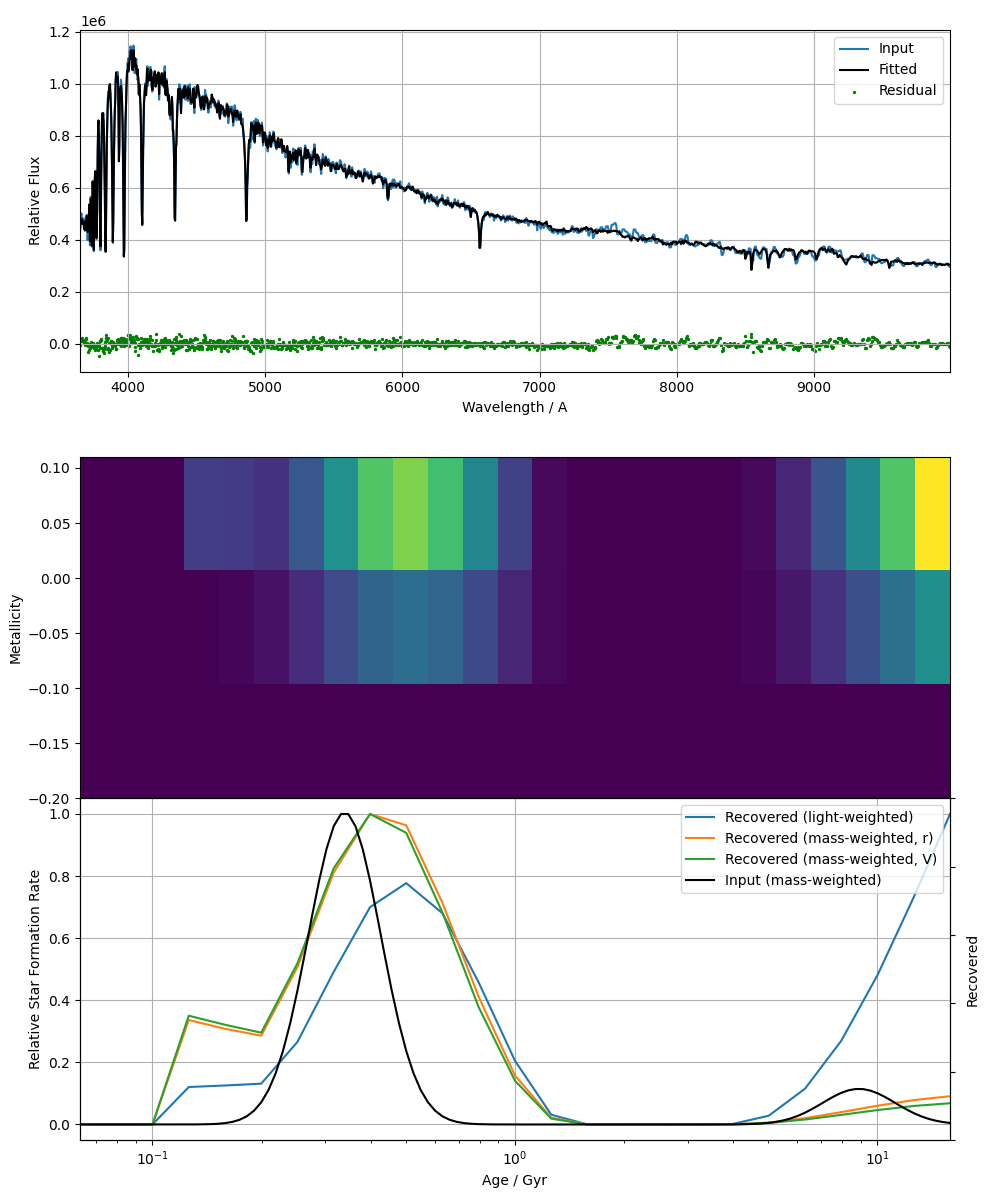 1e6
1.2
1.0
0.8
0.6
0.4
0.2
0.0
Relative Flux
Input
Fitted
Residual
4000 5000 6000 7000 8000 9000
Wavelength / A
0.10
0.05
0.00
−0.05
−0.10
−0.15
−0.20
Metallicity
1.0
0.8
0.6
0.4
0.2
0.0
Relative Star Formation Rate
Recovered (light-weighted)
Recovered (mass-weighted, r)
Recovered (mass-weighted, V)
Input (mass-weighted)
Recovered
10⁻¹ 10⁰ 10¹
Age / Gyr